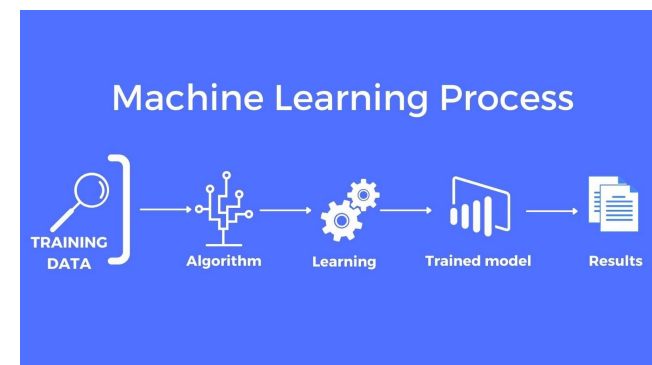 Machine Learning Process
TRAINING
DATA
Algorithm
Learning
Trained model
Results